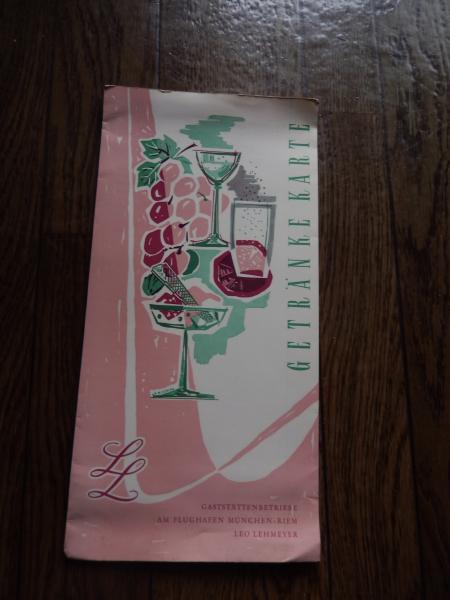 GETRÄNKE KARTE
LL
GASTSTÄTTENBETRIEBE
AM FLUGHAFEN MÜNCHEN-RIEM
LEO LEHMEYER